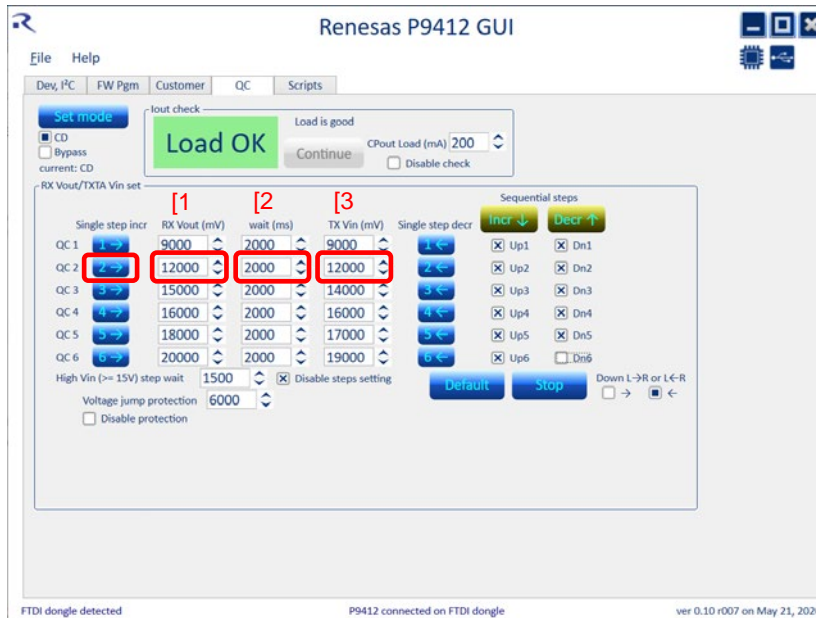 Renesas P9412 GUI
File Help
Dev, I²C FW Pgm Customer QC Scripts
Set mode
CD
Bypass
current: CD
Iout check
Load OK
Load is good
Continue
CPout Load (mA) 200
Disable check
RX Vout/TXTA Vin set
[1 [2 [3
Sequential steps
Incr ↓ Decr ↑
Single step incr RX Vout (mV) wait (ms) TX Vin (mV) Single step decr
QC 1 1 → 9000 2000 9000 1 ← Up1 Dn1
QC 2 2 → 12000 2000 12000 2 ← Up2 Dn2
QC 3 3 → 15000 2000 14000 3 ← Up3 Dn3
QC 4 4 → 16000 2000 16000 4 ← Up4 Dn4
QC 5 5 → 18000 2000 17000 5 ← Up5 Dn5
QC 6 6 → 20000 2000 19000 6 ← Up6 Dn6
High Vin (>= 15V) step wait 1500 Disable steps setting
Default Stop
Down L→R or L←R
→ ←
Voltage jump protection 6000
Disable protection
FTDI dongle detected P9412 connected on FTDI dongle ver 0.10 r007 on May 21, 202